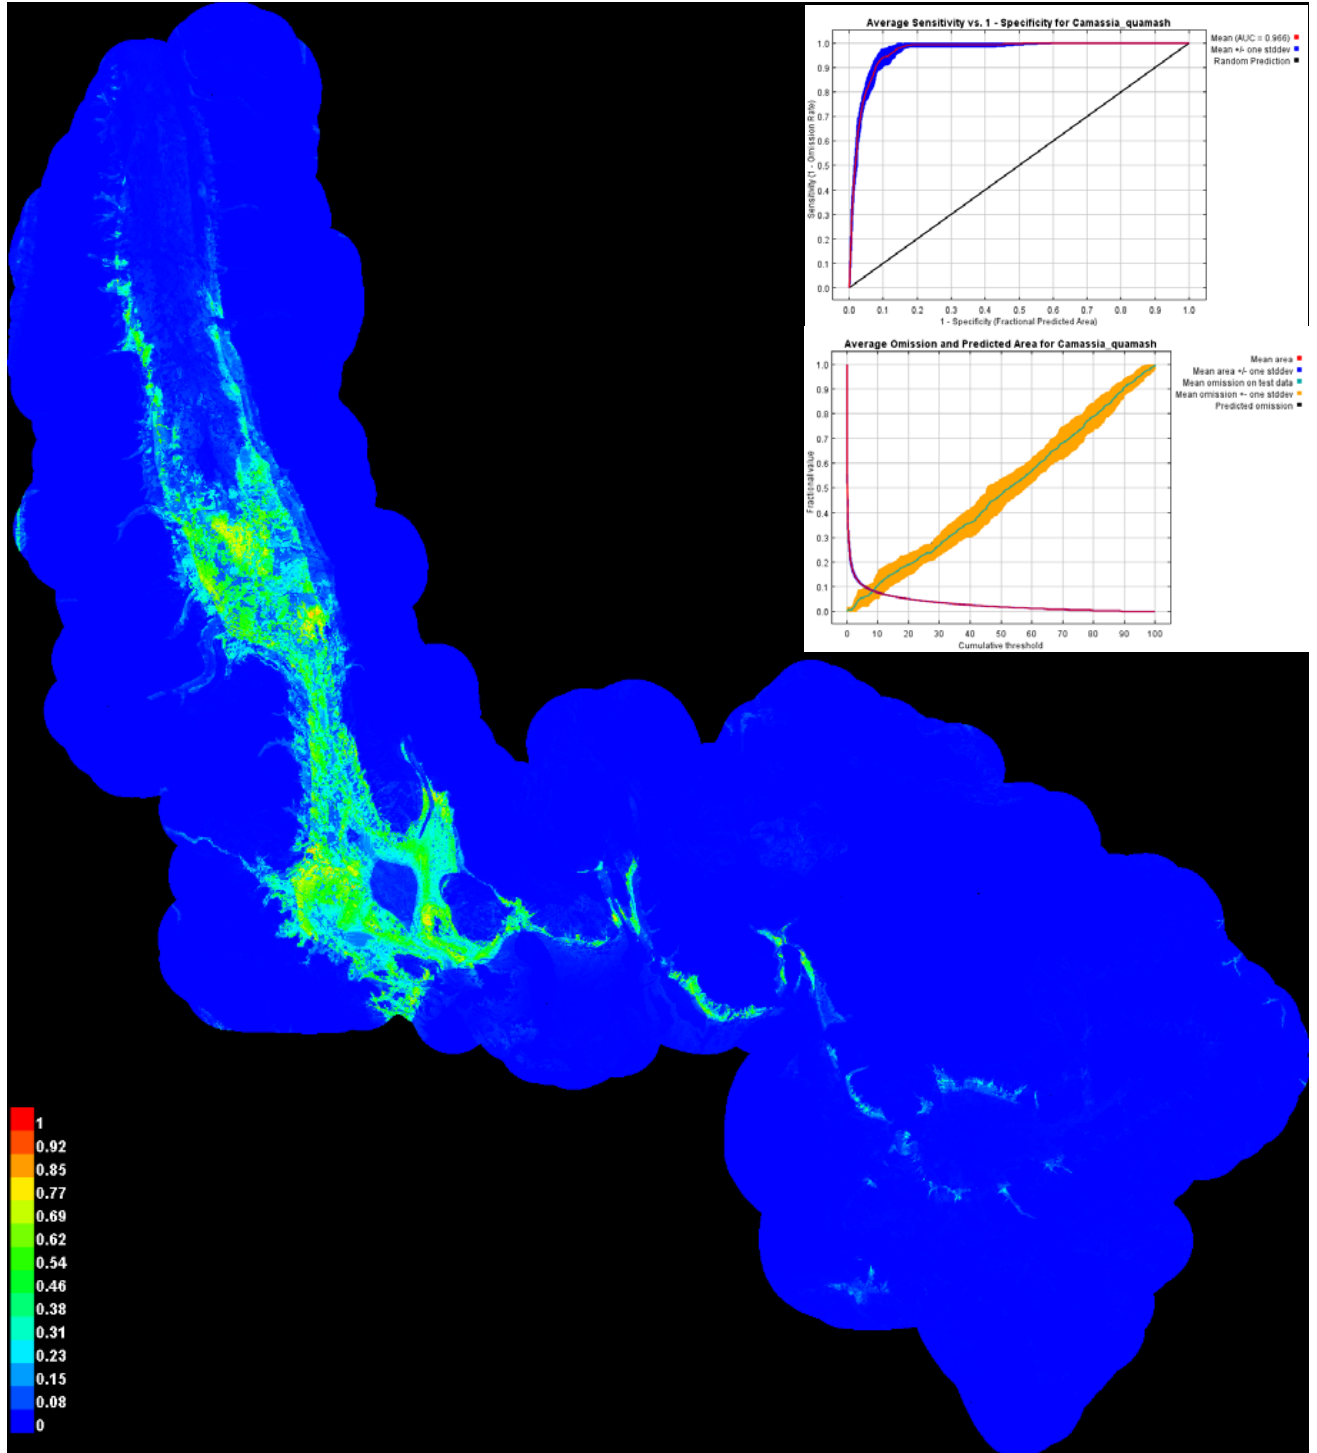 Average Sensitivity vs. 1 - Specificity for Camassia_quamash
Mean (AUC = 0.966)
Mean +/- one stddev
Random Prediction
Sensitivity (1 - Omission Rate)
1.0
0.9
0.8
0.7
0.6
0.5
0.4
0.3
0.2
0.1
0.0
0.0 0.1 0.2 0.3 0.4 0.5 0.6 0.7 0.8 0.9 1.0
1 - Specificity (Fractional Predicted Area)
Average Omission and Predicted Area for Camassia_quamash
Mean area
Mean area +/- one stddev
Mean omission on test data
Mean omission +- one stddev
Predicted omission
Fractional value
1.0
0.9
0.8
0.7
0.6
0.5
0.4
0.3
0.2
0.1
0.0
0 10 20 30 40 50 60 70 80 90 100
Cumulative threshold
1
0.92
0.85
0.77
0.69
0.62
0.54
0.46
0.38
0.31
0.23
0.15
0.08
0